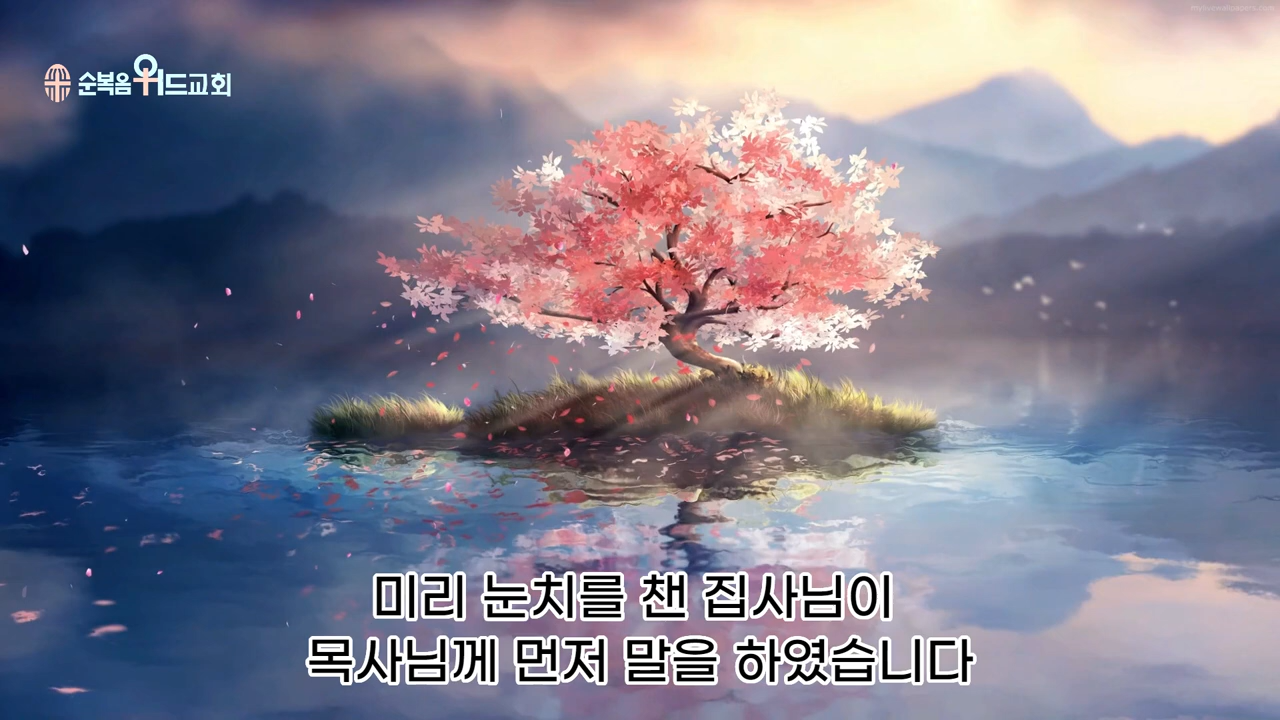 순복음워드교회
미리 눈치를 챈 집사님이
목사님께 먼저 말을 하였습니다